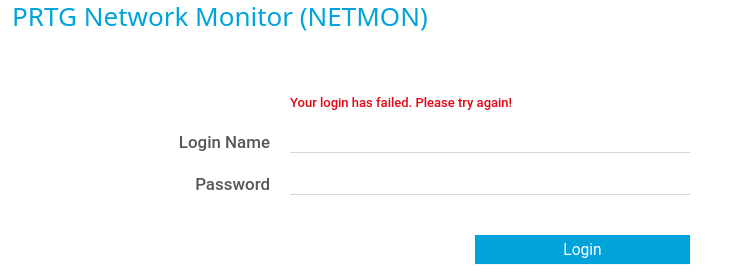 PRTG Network Monitor (NETMON)
Your login has failed. Please try again!
Login Name
Password
Login